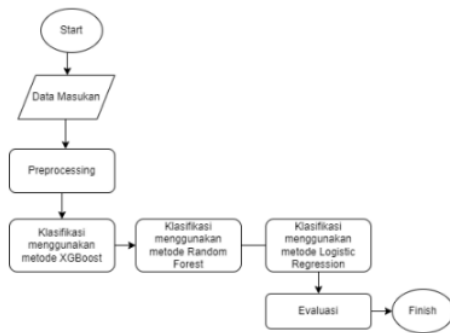 Start
Data Masukan
Preprocessing
Klasifikasi
menggunakan
metode XGBoost
Klasifikasi
menggunakan
metode Random
Forest
Klasifikasi
menggunakan
metode Logistic
Regression
Evaluasi
Finish